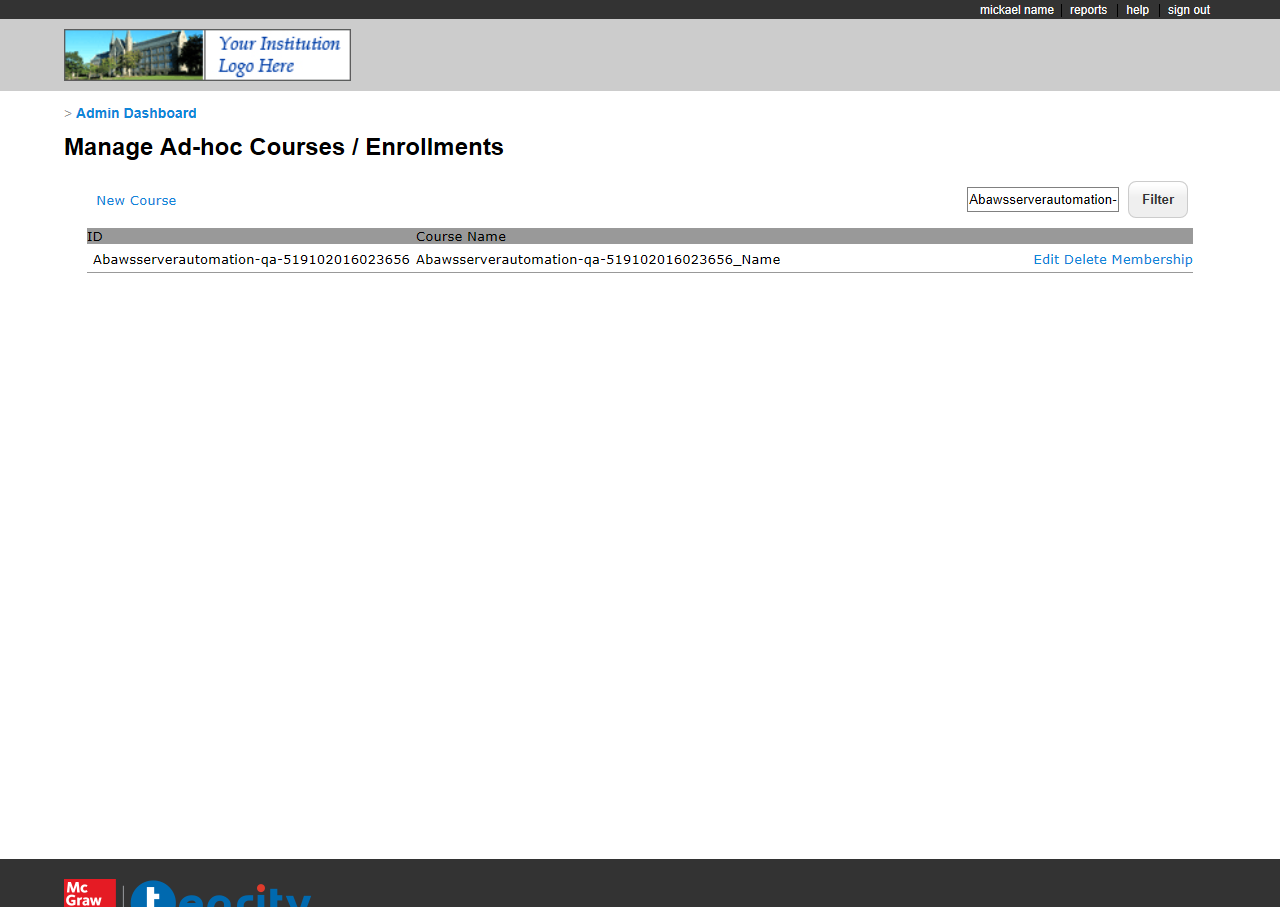 mickael name reports help sign out
Your Institution
Logo Here
> Admin Dashboard
Manage Ad-hoc Courses / Enrollments
New Course Abawsserverautomation- Filter
ID Course Name
Abawsserverautomation-qa-519102016023656 Abawsserverautomation-qa-519102016023656_Name Edit Delete Membership
Mc
Graw
tegrity